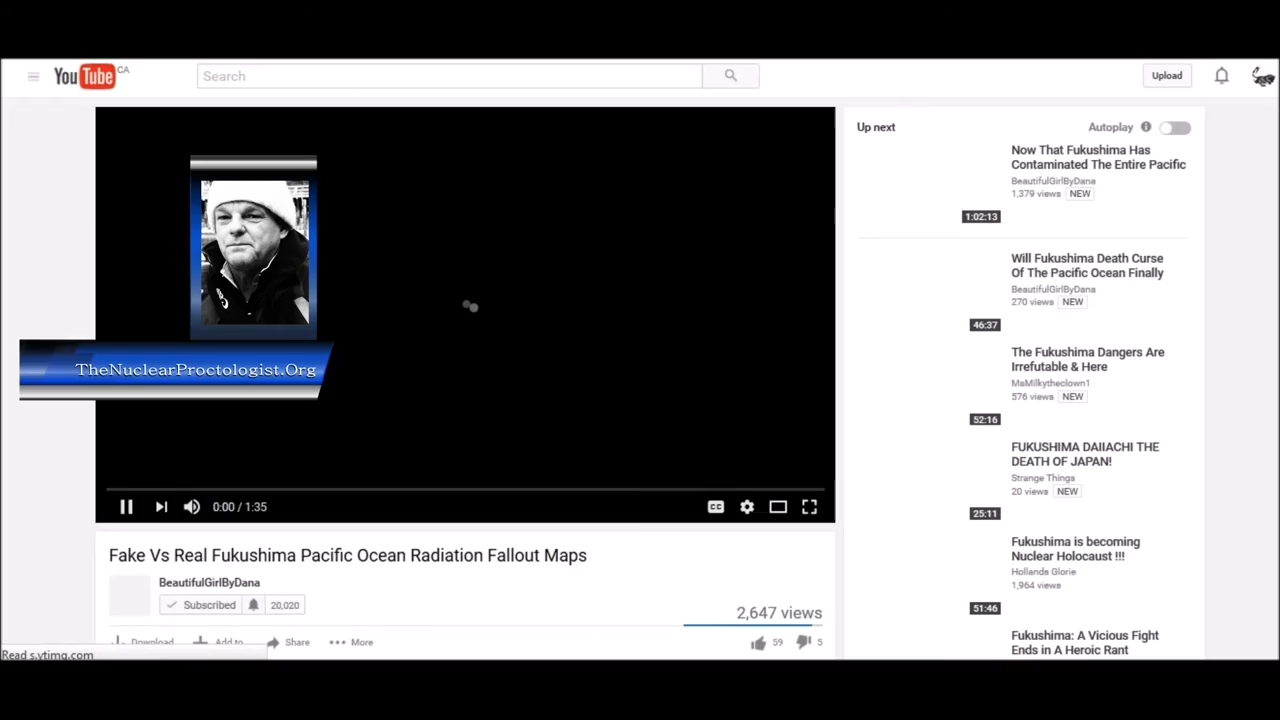 YouTube CA
Search
Upload
TheNuclearProctologist.Org
0:00 / 1:35
CC
Fake Vs Real Fukushima Pacific Ocean Radiation Fallout Maps
BeautifulGirlByDana
Subscribed 20,020
2,647 views
Download Add to Share More
59 5
Read s.ytimg.com
Up next
Autoplay
Now That Fukushima Has
Contaminated The Entire Pacific
BeautifulGirlByDana
1,379 views NEW
1:02:13
Will Fukushima Death Curse
Of The Pacific Ocean Finally
BeautifulGirlByDana
270 views NEW
46:37
The Fukushima Dangers Are
Irrefutable & Here
MsMilkytheclown1
576 views NEW
52:16
FUKUSHIMA DAIIACHI THE
DEATH OF JAPAN!
Strange Things
20 views NEW
25:11
Fukushima is becoming
Nuclear Holocaust !!!
Hollanda Glorie
1,964 views
51:46
Fukushima: A Vicious Fight
Ends in A Heroic Rant